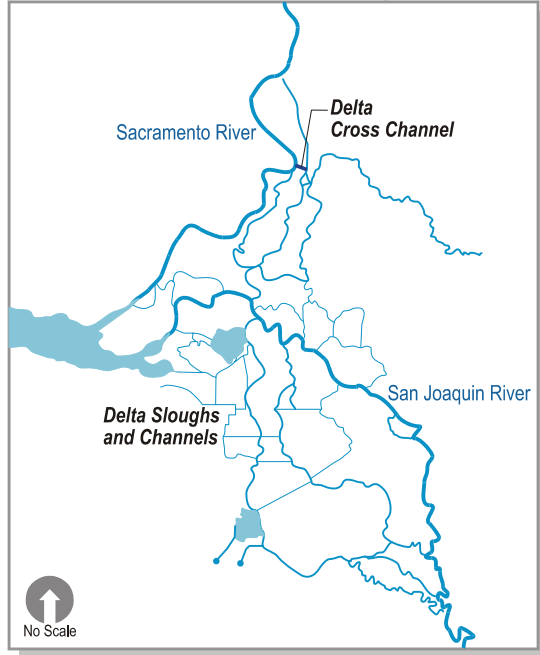 Delta
Cross Channel
Sacramento River
San Joaquin River
Delta Sloughs
and Channels
No Scale